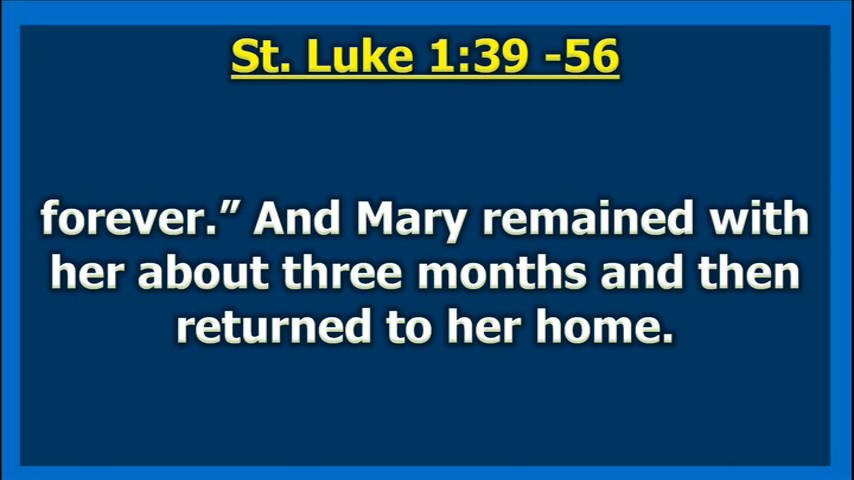 St. Luke 1:39 -56
forever.” And Mary remained with
her about three months and then
returned to her home.